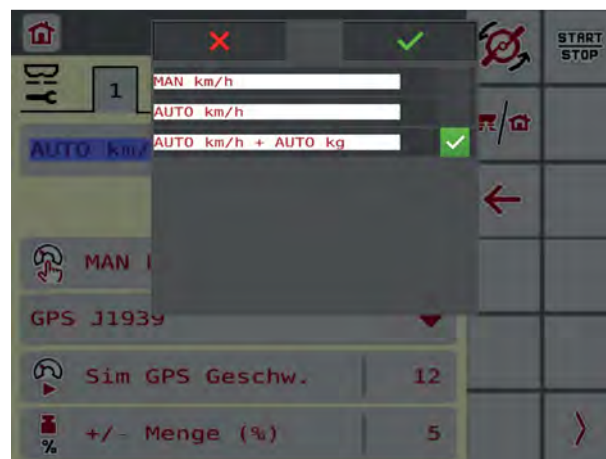 START
STOP
1
MAN km/h
AUTO km/h
AUTO km/h + AUTO kg
AUTO km/
MAN
GPS J1939
Sim GPS Geschw. 12
% +/- Menge (%) 5